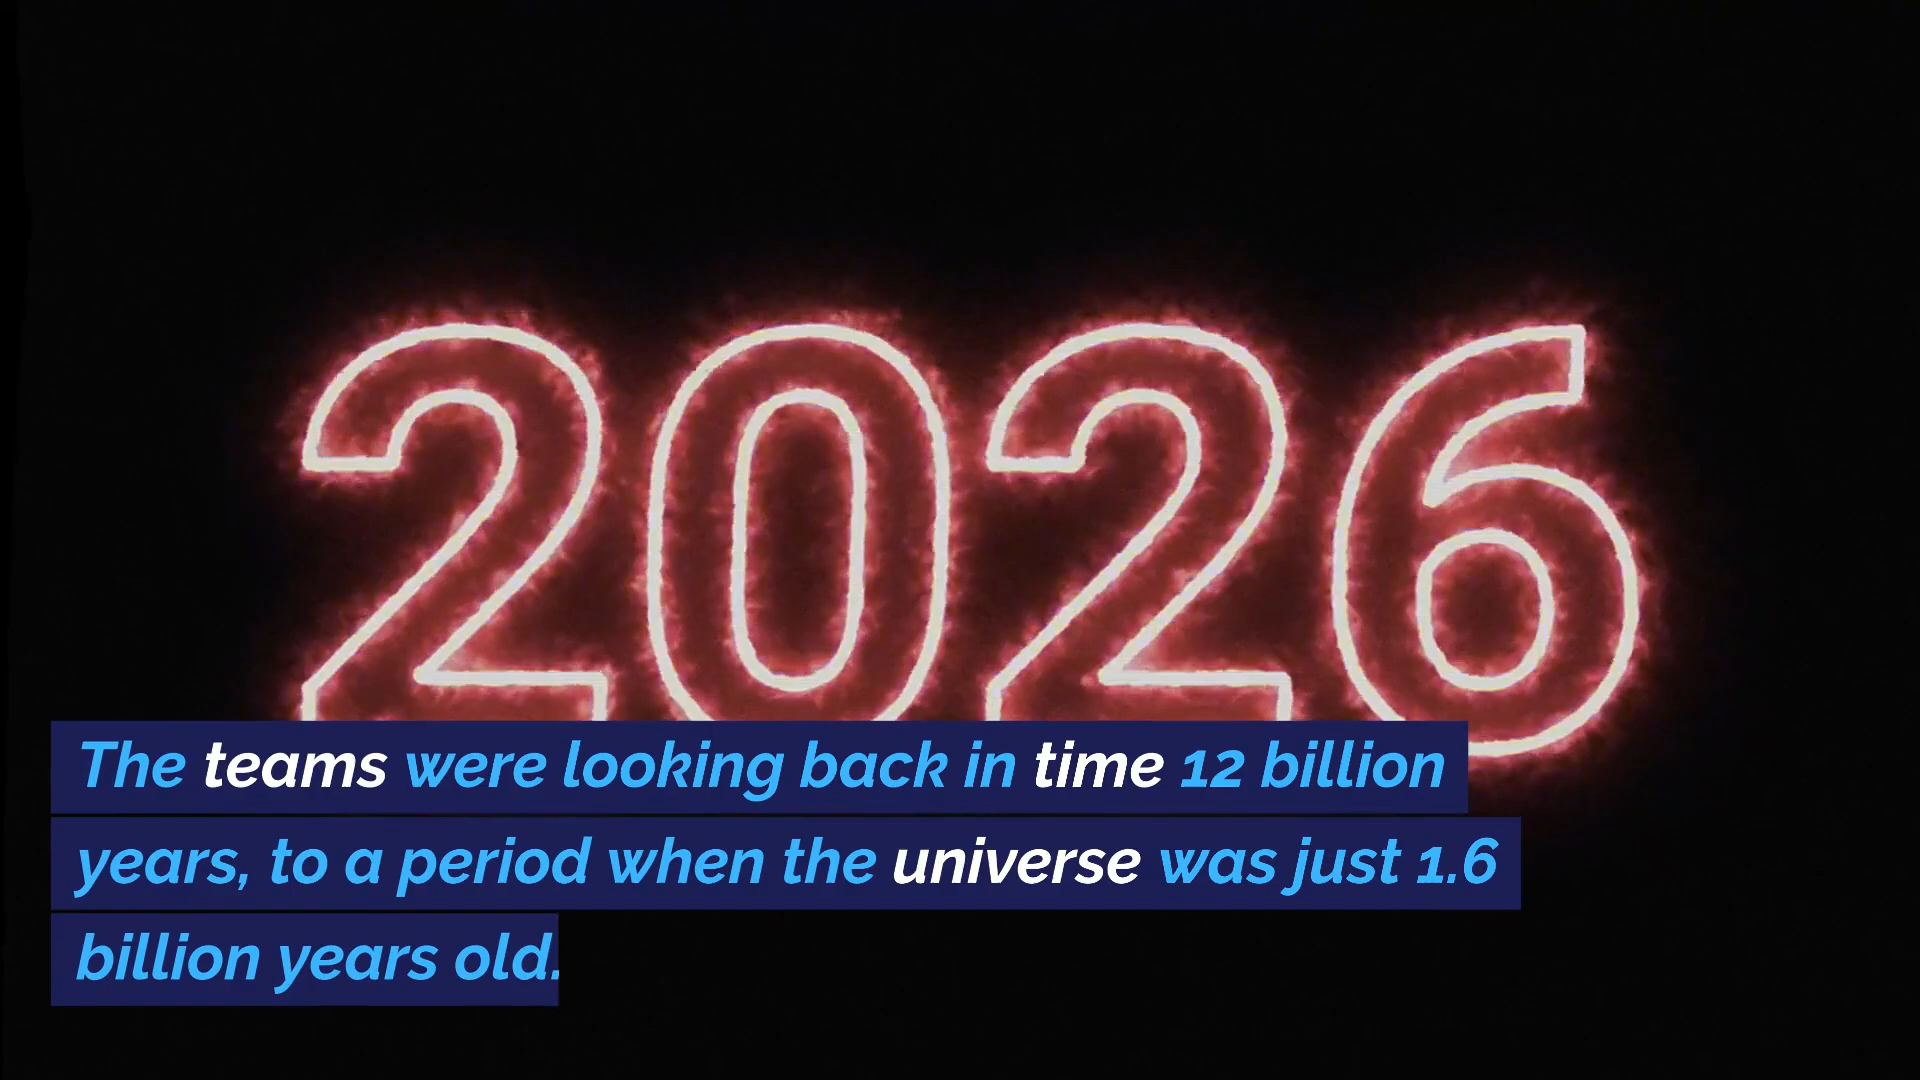 2026
The teams were looking back in time 12 billion
years, to a period when the universe was just 1.6
billion years old.